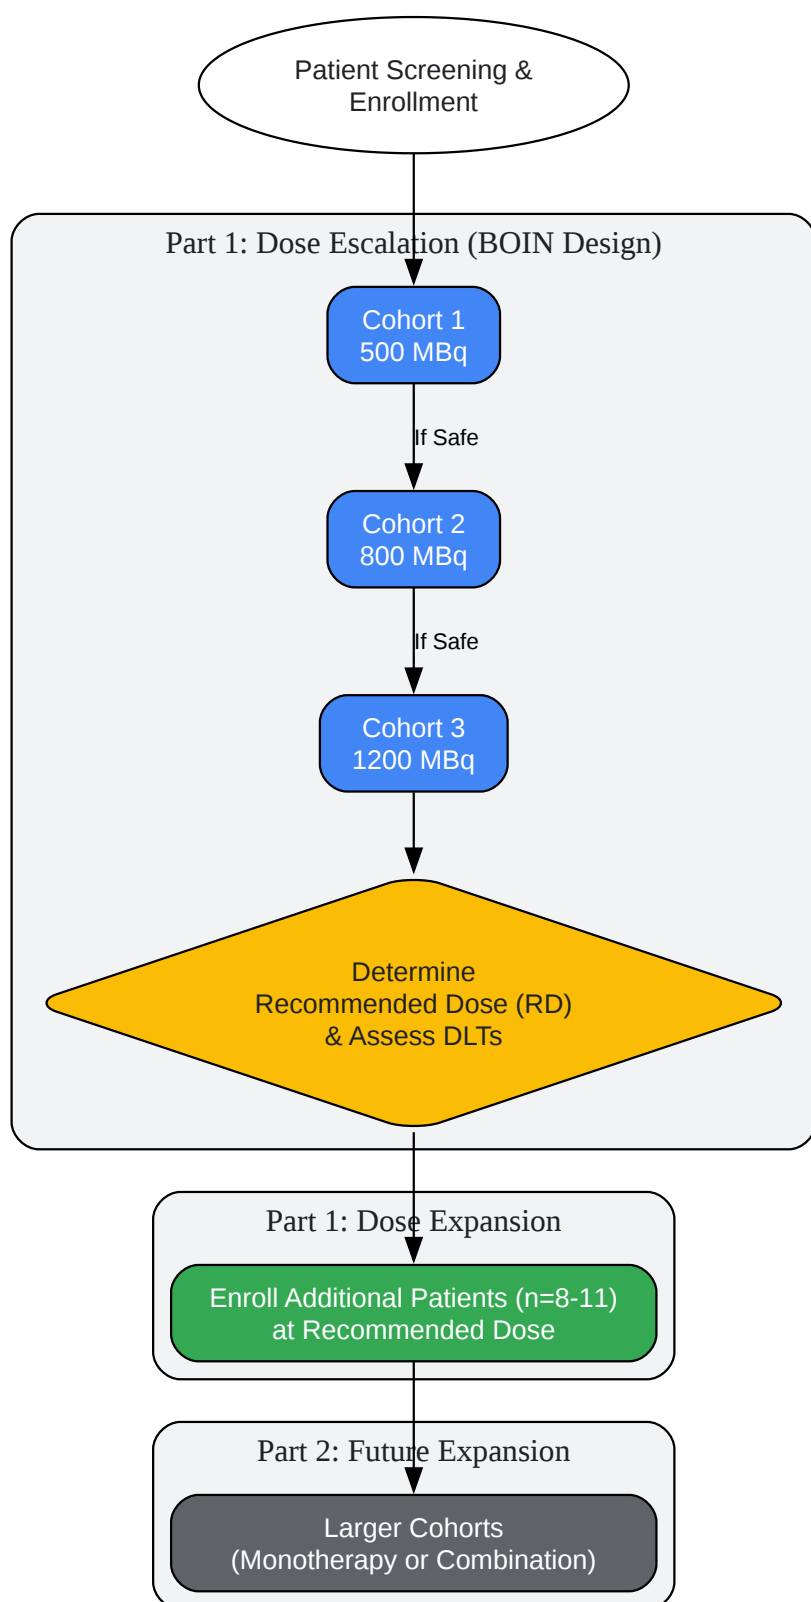 Patient Screening &
Enrollment
Part 1: Dose Escalation (BOIN Design)
Cohort 1
500 MBq
If Safe
Cohort 2
800 MBq
If Safe
Cohort 3
1200 MBq
Determine
Recommended Dose (RD)
& Assess DLTs
Part 1: Dose Expansion
Enroll Additional Patients (n=8-11)
at Recommended Dose
Part 2: Future Expansion
Larger Cohorts
(Monotherapy or Combination)